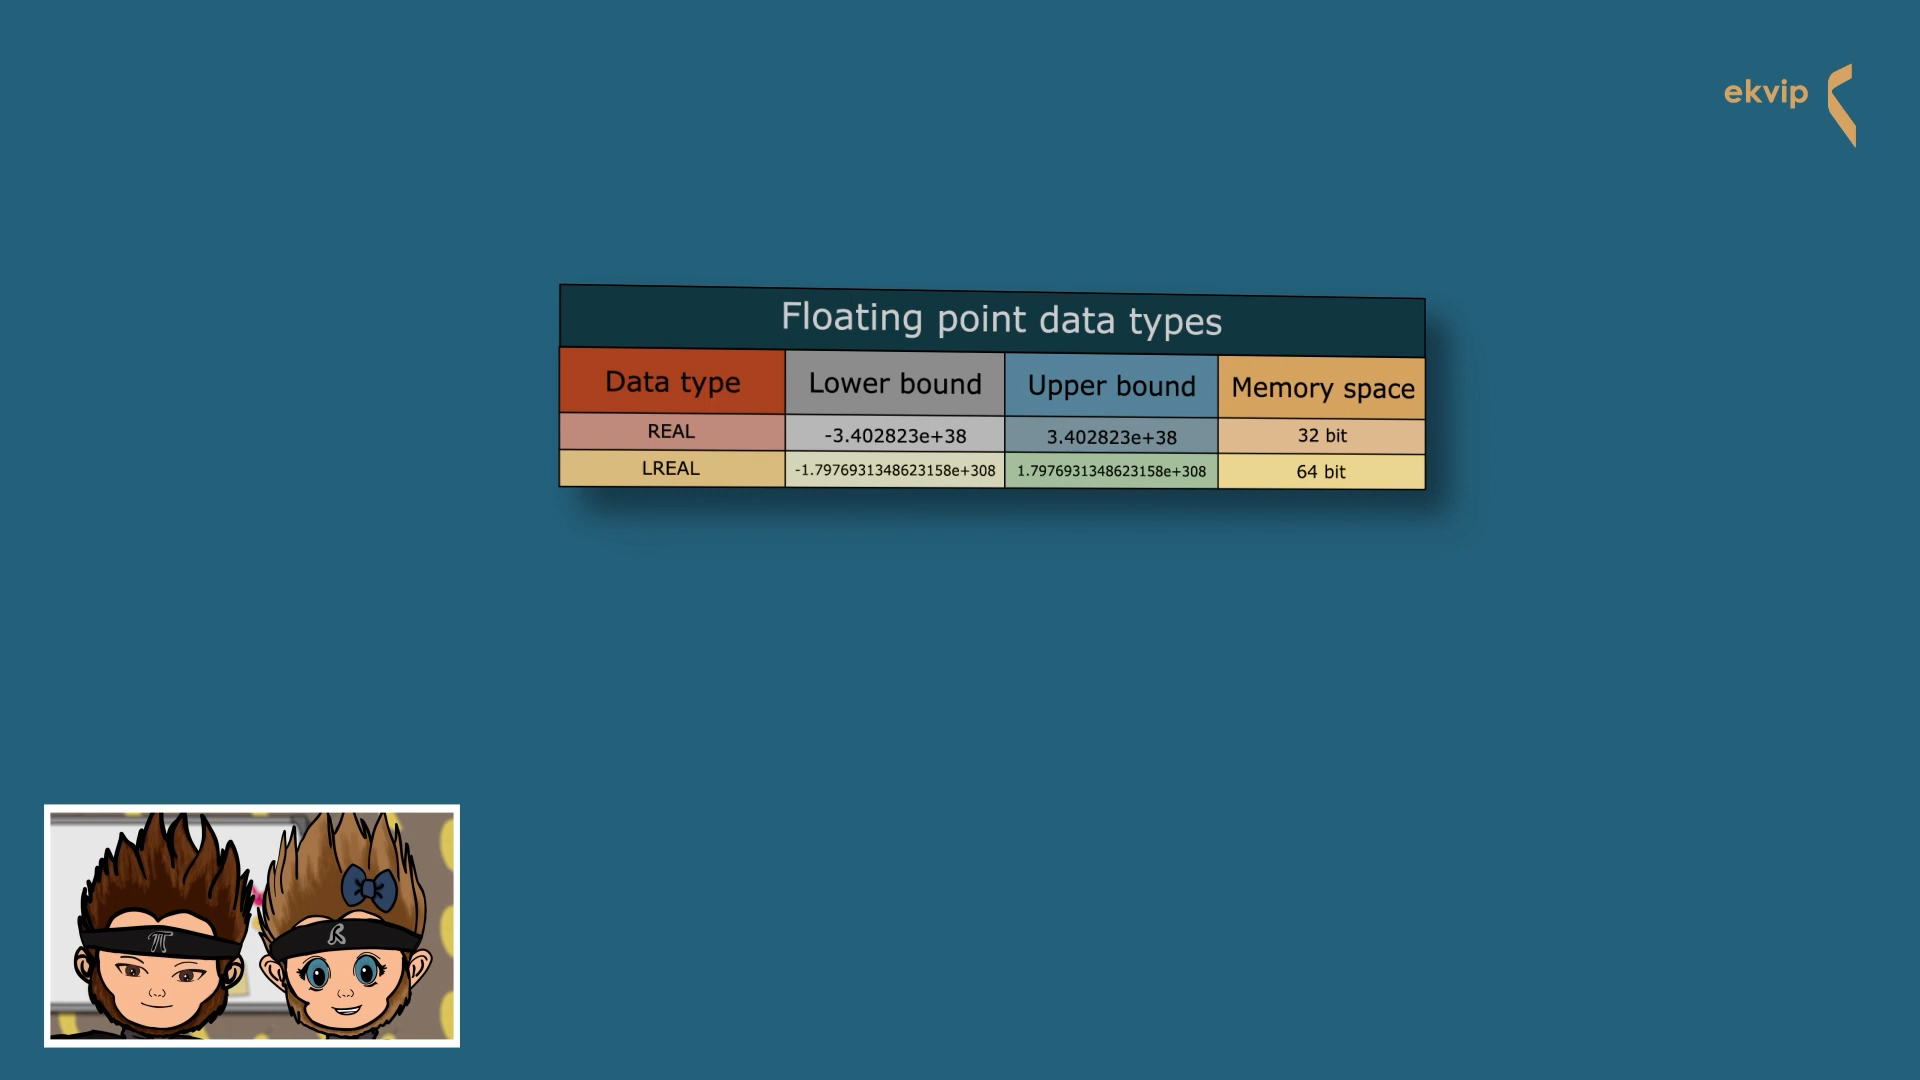 ekvip
Floating point data types
Data type Lower bound Upper bound Memory space
REAL -3.402823e+38 3.402823e+38 32 bit
LREAL -1.7976931348623158e+308 1.7976931348623158e+308 64 bit
π ß